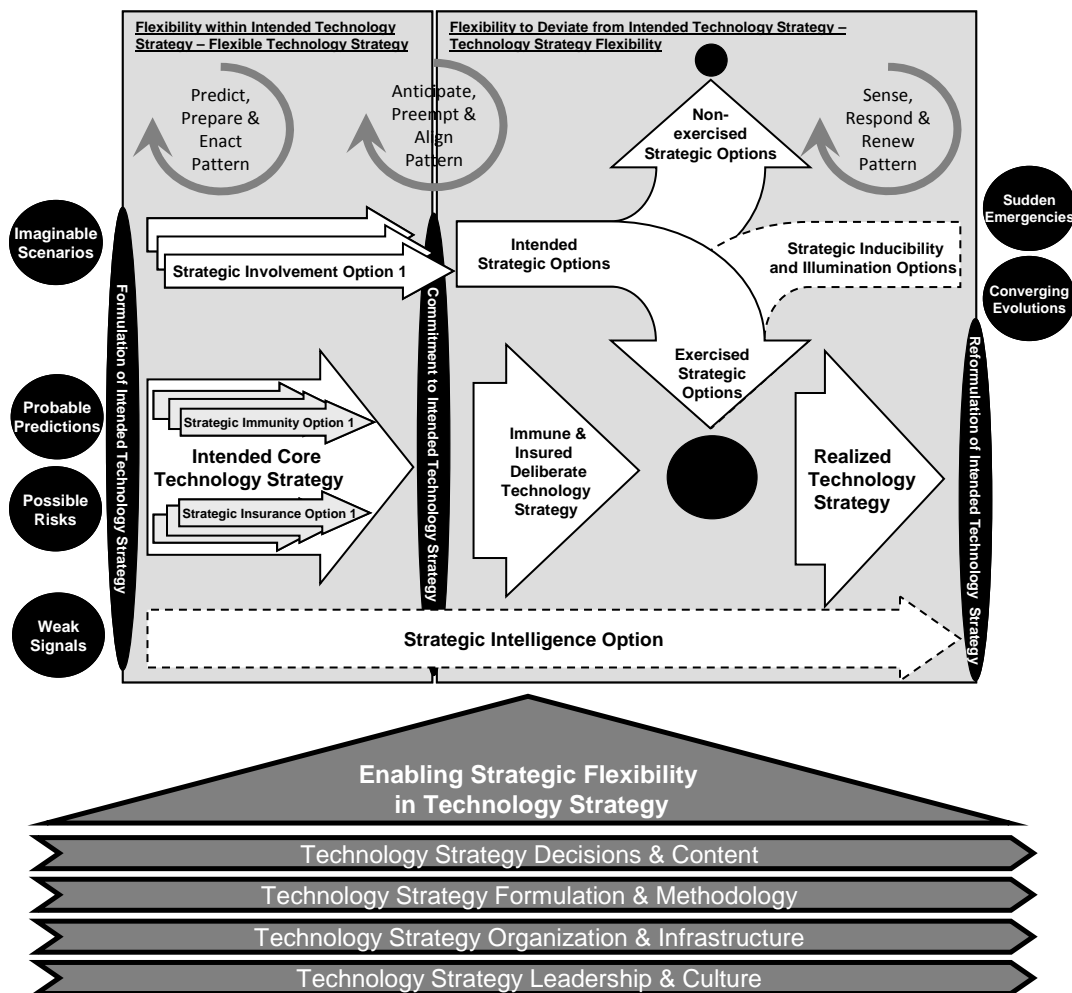 Flexibility within Intended Technology
Strategy – Flexible Technology Strategy
Flexibility to Deviate from Intended Technology Strategy –
Technology Strategy Flexibility
Predict,
Prepare &
Enact
Pattern
Anticipate,
Preempt &
Align
Pattern
Non-
exercised
Strategic Options
Sense,
Respond &
Renew
Pattern
Imaginable
Scenarios
Strategic Involvement Option 1
Intended
Strategic Options
Strategic Inducibility
and Illumination Options
Sudden
Emergencies
Converging
Evolutions
Formulation of Intended Technology Strategy
Commitment to Intended Technology Strategy
Reformulation of Intended Technology Strategy
Exercised
Strategic
Options
Probable
Predictions
Strategic Immunity Option 1
Intended Core
Technology Strategy
Strategic Insurance Option 1
Possible
Risks
Immune &
Insured
Deliberate
Technology
Strategy
Realized
Technology
Strategy
Weak
Signals
Strategic Intelligence Option
Enabling Strategic Flexibility
in Technology Strategy
Technology Strategy Decisions & Content
Technology Strategy Formulation & Methodology
Technology Strategy Organization & Infrastructure
Technology Strategy Leadership & Culture